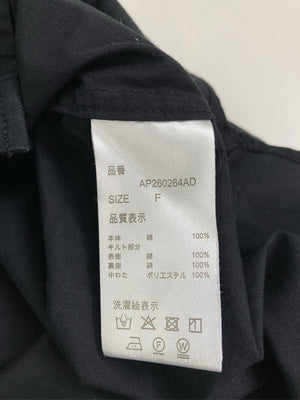 品番
AP260264AD
SIZE F
品質表示
本体 綿 100%
キルト部分
表側 綿 100%
裏側 綿 100%
中わた ポリエステル 100%
洗濯絵表示